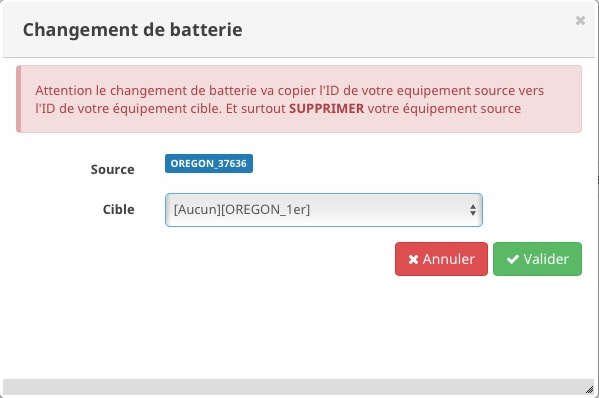 Changement de batterie
Attention le changement de batterie va copier l'ID de votre equipement source vers
l'ID de votre équipement cible. Et surtout SUPPRIMER votre équipement source
Source
OREGON_37636
Cible
[Aucun][OREGON_1er]
Annuler
Valider